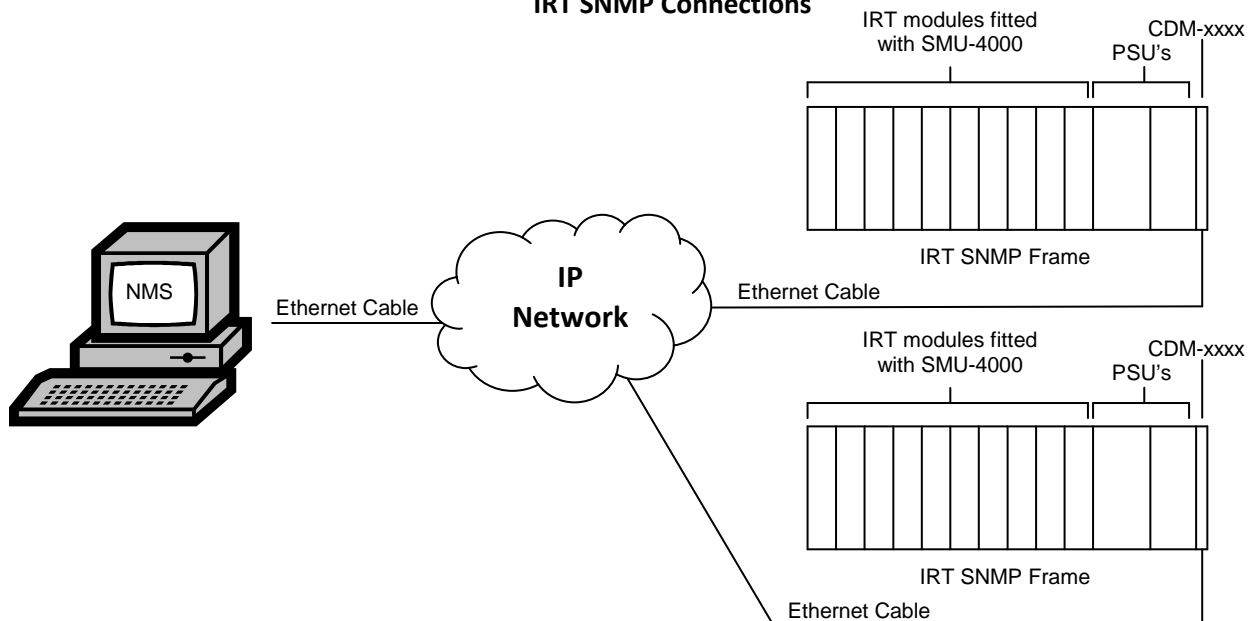 IRT SNMP Connections
IRT modules fitted
with SMU-4000
CDM-xxxx
PSU's
IRT SNMP Frame
NMS
Ethernet Cable
IP
Network
Ethernet Cable
IRT modules fitted
with SMU-4000
CDM-xxxx
PSU's
IRT SNMP Frame
Ethernet Cable